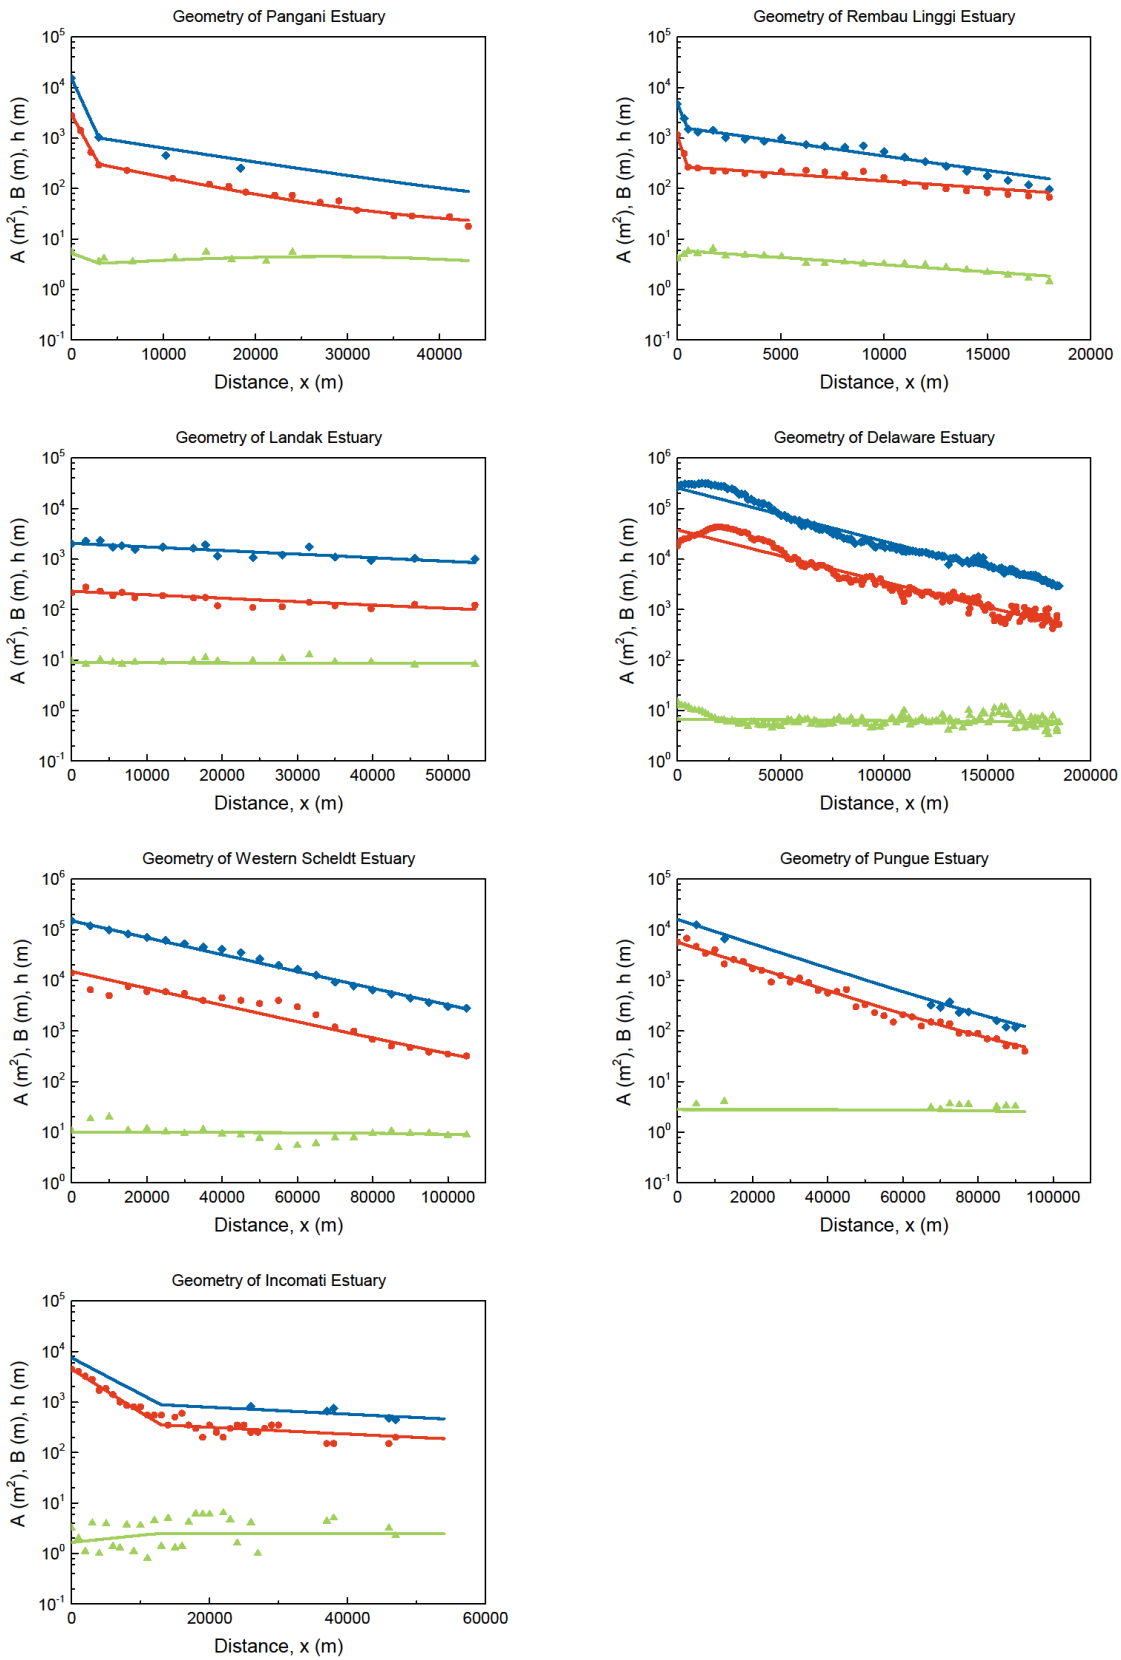 Geometry of Pangani Estuary
10^5
10^4
10^3
10^2
10^1
10^0
10^-1
A (m²), B (m), h (m)
0 10000 20000 30000 40000
Distance, x (m)
Geometry of Rembau Linggi Estuary
10^5
10^4
10^3
10^2
10^1
10^0
10^-1
A (m²), B (m), h (m)
0 5000 10000 15000 20000
Distance, x (m)
Geometry of Landak Estuary
10^5
10^4
10^3
10^2
10^1
10^0
10^-1
A (m²), B (m), h (m)
0 10000 20000 30000 40000 50000
Distance, x (m)
Geometry of Delaware Estuary
10^6
10^5
10^4
10^3
10^2
10^1
10^0
A (m²), B (m), h (m)
0 50000 100000 150000 200000
Distance, x (m)
Geometry of Western Scheldt Estuary
10^6
10^5
10^4
10^3
10^2
10^1
10^0
A (m²), B (m), h (m)
0 20000 40000 60000 80000 100000
Distance, x (m)
Geometry of Pungue Estuary
10^5
10^4
10^3
10^2
10^1
10^0
10^-1
A (m²), B (m), h (m)
0 20000 40000 60000 80000 100000
Distance, x (m)
Geometry of Incomati Estuary
10^5
10^4
10^3
10^2
10^1
10^0
10^-1
A (m²), B (m), h (m)
0 20000 40000 60000
Distance, x (m)